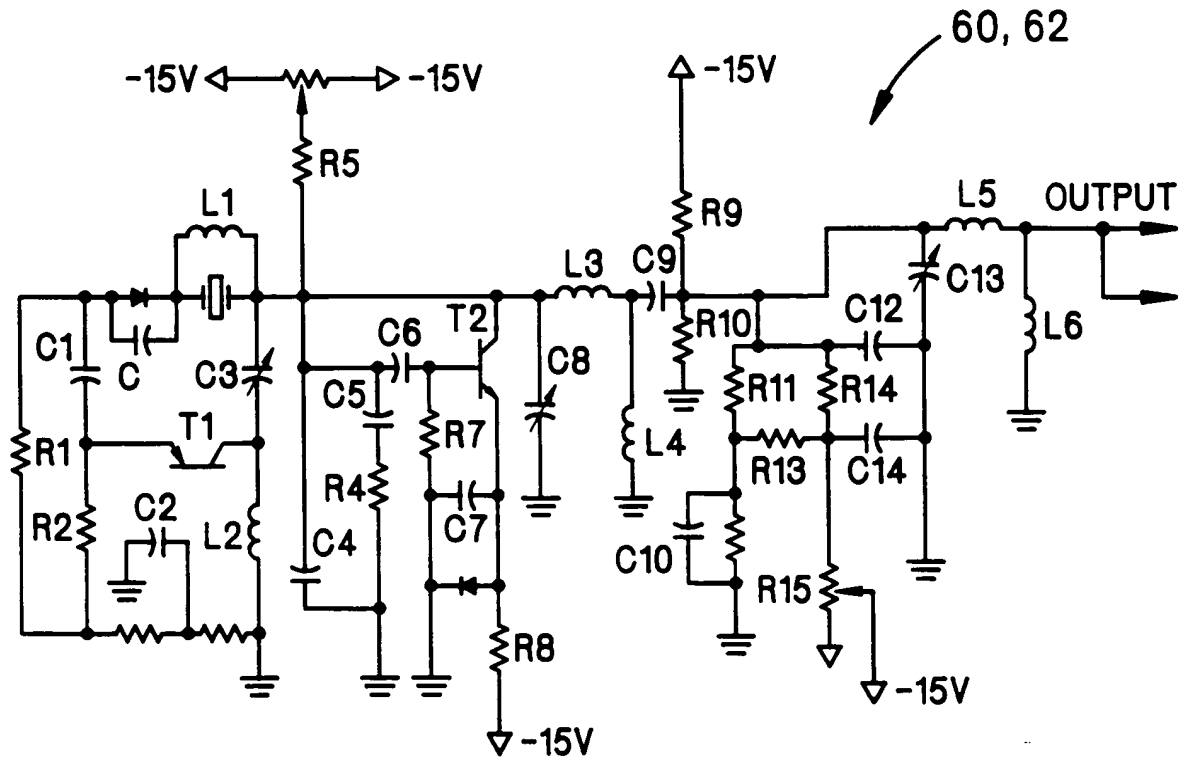 60, 62
-15V
-15V
-15V
R5
L1
R9
L5
OUTPUT
L3
C9
C13
C1
C
C3
C6
T2
R10
C12
L6
C5
C8
R11
R14
T1
R7
L4
R1
R13
C14
R4
R2
C2
L2
C7
C4
C10
R15
R8
-15V
-15V